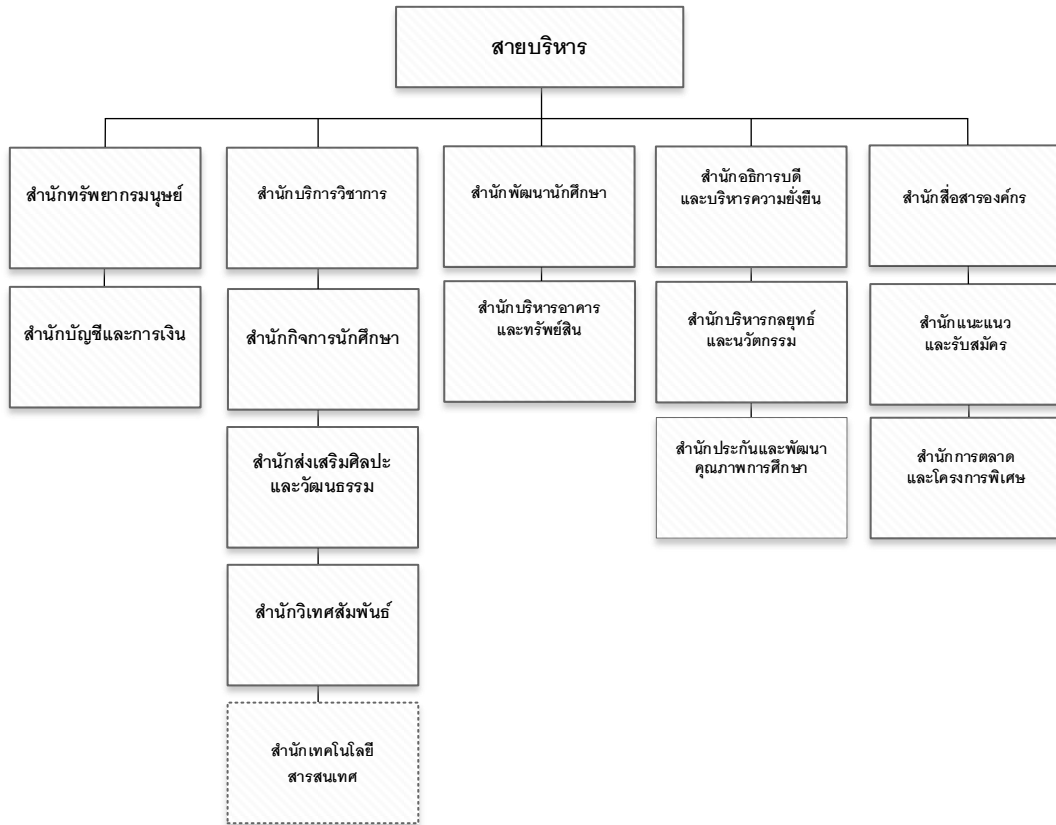 สายบริหาร
สำนักทรัพยากรมนุษย์
สำนักบริการวิชาการ
สำนักพัฒนานักศึกษา
สำนักอธิการบดี
และบริหารความยั่งยืน
สำนักสื่อสารองค์กร
สำนักบัญชีและการเงิน
สำนักกิจการนักศึกษา
สำนักบริหารอาคาร
และทรัพย์สิน
สำนักบริหารกลยุทธ์
และนวัตกรรม
สำนักแนะแนว
และรับสมัคร
สำนักส่งเสริมศิลปะ
และวัฒนธรรม
สำนักประกันและพัฒนา
คุณภาพการศึกษา
สำนักการตลาด
และโครงการพิเศษ
สำนักวิเทศสัมพันธ์
สำนักเทคโนโลยี
สารสนเทศ